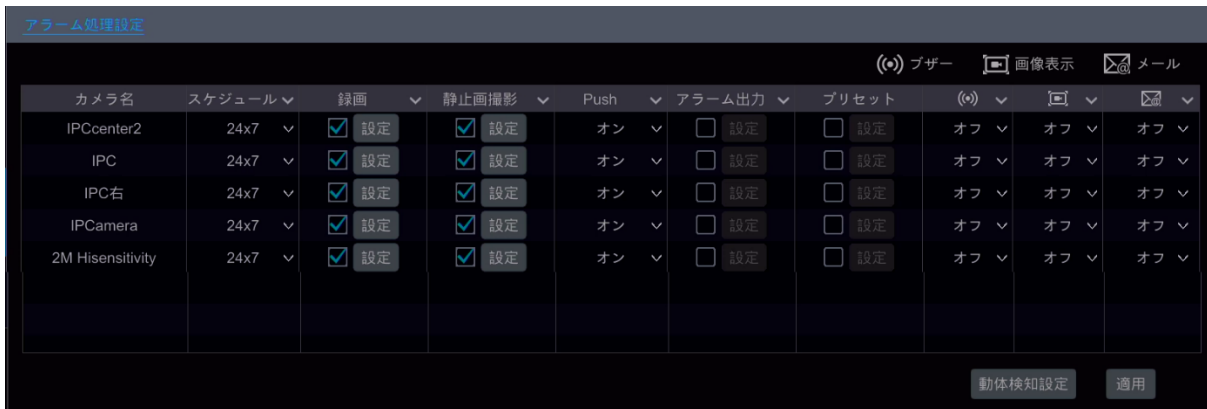 アラーム処理設定
ブザー 画像表示 メール
カメラ名 スケジュール 録画 静止画撮影 Push アラーム出力 プリセット
IPCcenter2 24x7 設定 設定 オン 設定 設定 オフ オフ オフ
IPC 24x7 設定 設定 オン 設定 設定 オフ オフ オフ
IPC右 24x7 設定 設定 オン 設定 設定 オフ オフ オフ
IPCamera 24x7 設定 設定 オン 設定 設定 オフ オフ オフ
2M Hisensitivity 24x7 設定 設定 オン 設定 設定 オフ オフ オフ
動体検知設定 適用